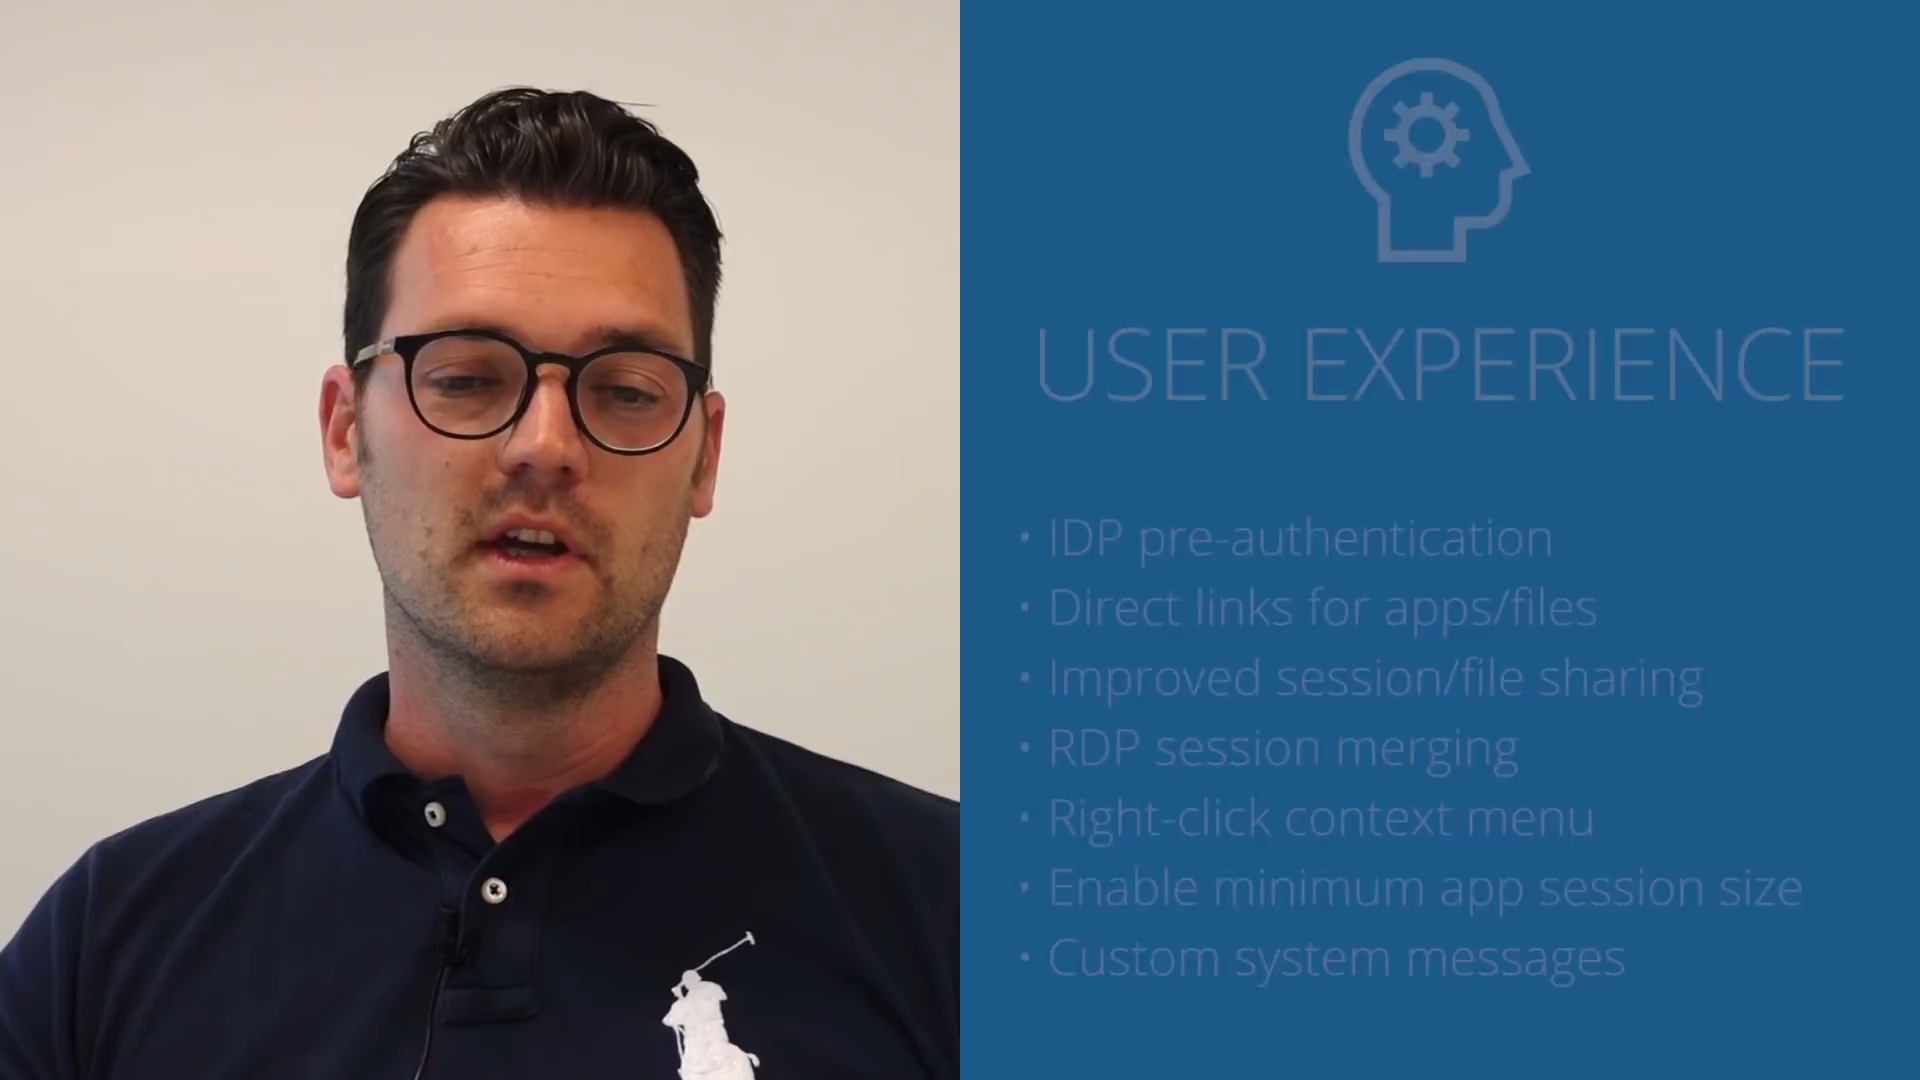 USER EXPERIENCE
• IDP pre-authentication
• Direct links for apps/files
• Improved session/file sharing
• RDP session merging
• Right-click context menu
• Enable minimum app session size
• Custom system messages